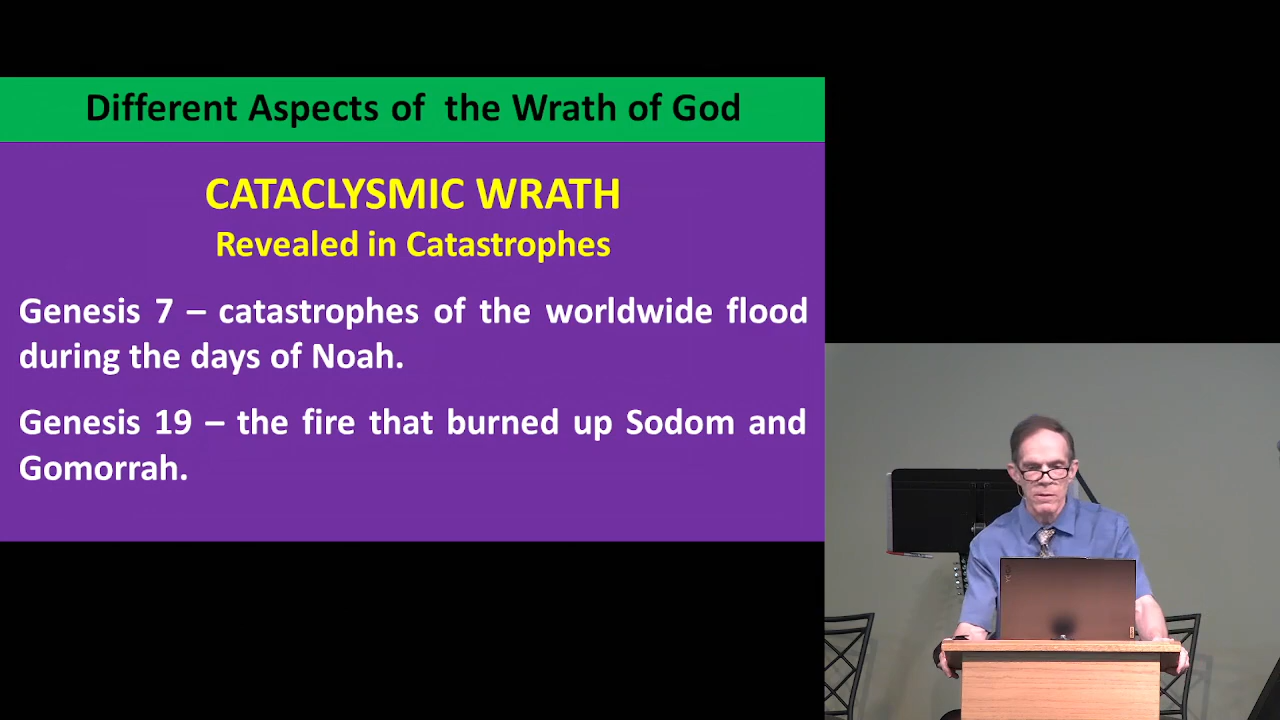 Different Aspects of  the Wrath of God
CATACLYSMIC WRATH
Revealed in Catastrophes
Genesis 7 – catastrophes of the worldwide flood
during the days of Noah.
Genesis 19 – the fire that burned up Sodom and
Gomorrah.